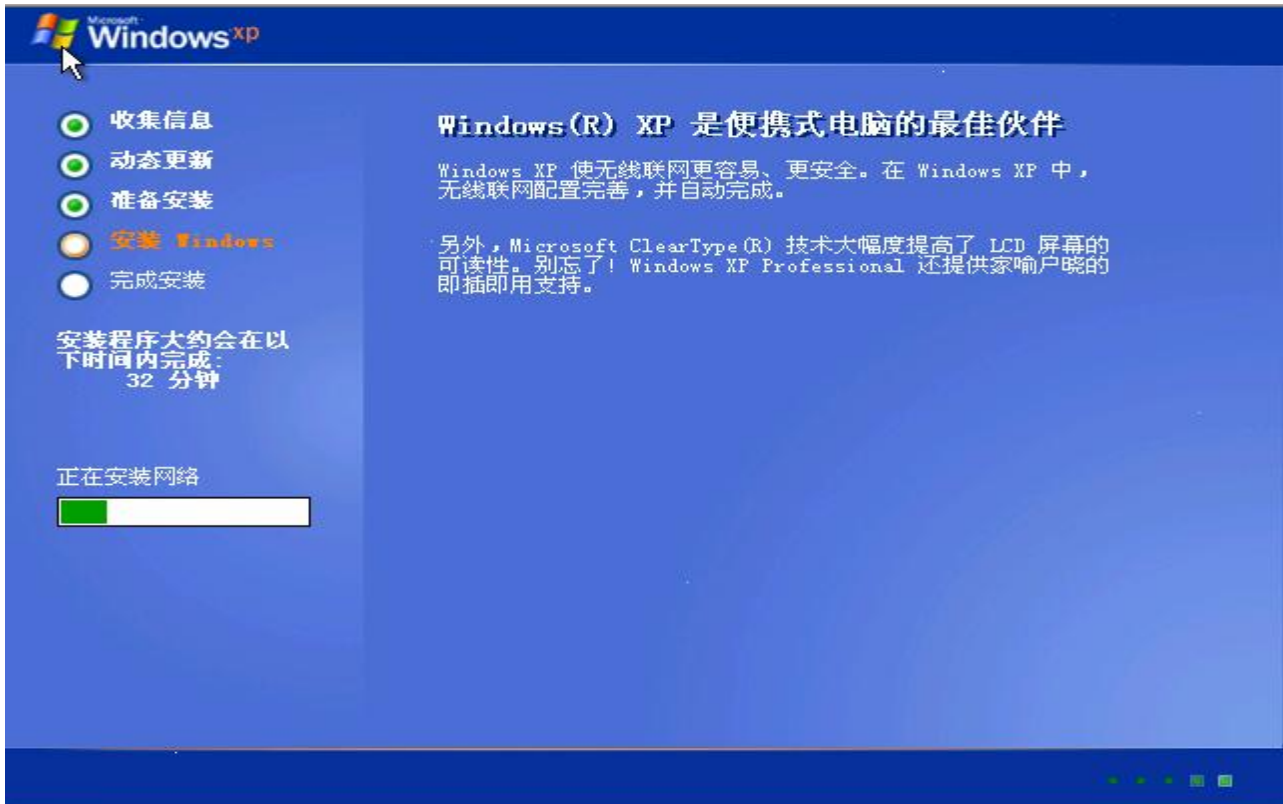 Microsoft
Windows xp
收集信息
动态更新
准备安装
安装 Windows
完成安装
安装程序大约会在以
下时间内完成:
32 分钟
正在安装网络
Windows(R) XP 是便携式电脑的最佳伙伴
Windows XP 使无线联网更容易、更安全。在 Windows XP 中，
无线联网配置完善，并自动完成。
另外，Microsoft ClearType(R) 技术大幅度提高了 LCD 屏幕的
可读性。别忘了! Windows XP Professional 还提供家喻户晓的
即插即用支持。